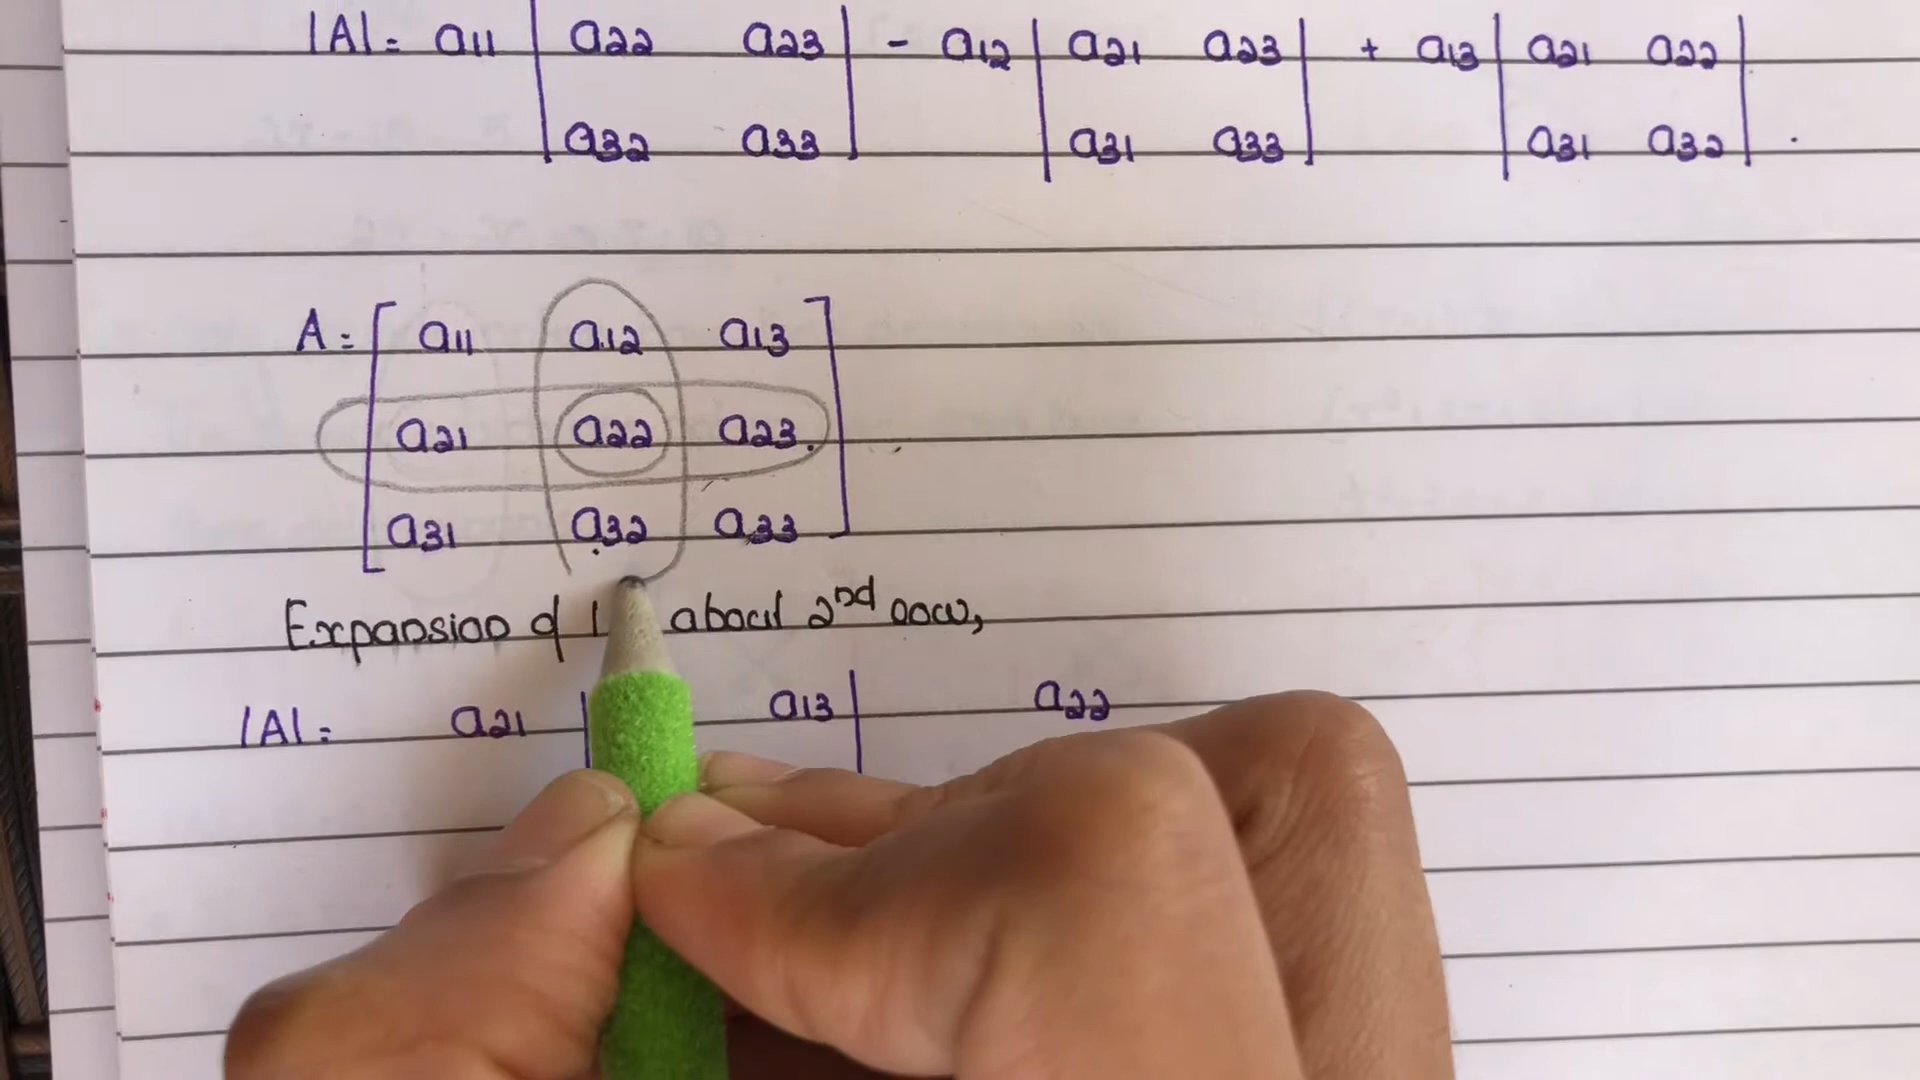 |A| = a11 | a22 a23 | - a12 | a21 a23 | + a13 | a21 a22 |
| a32 a33 | | a31 a33 | | a31 a32 | .
A = [ a11 a12 a13 ]
a21 a22 a23
a31 a32 a33
Expansion of | about 2nd row,
|A| = a21 | a13 | a22